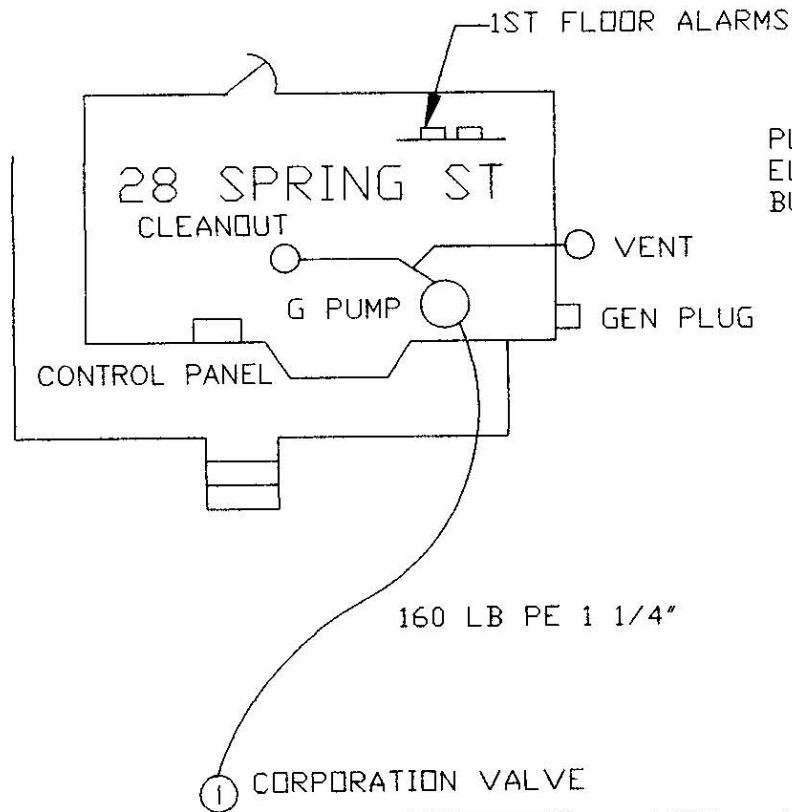 1ST FLOOR ALARMS
28 SPRING ST
CLEANOUT
VENT
G PUMP
GEN PLUG
CONTROL PANEL
160 LB PE 1 1/4"
1 CORPORATION VALVE